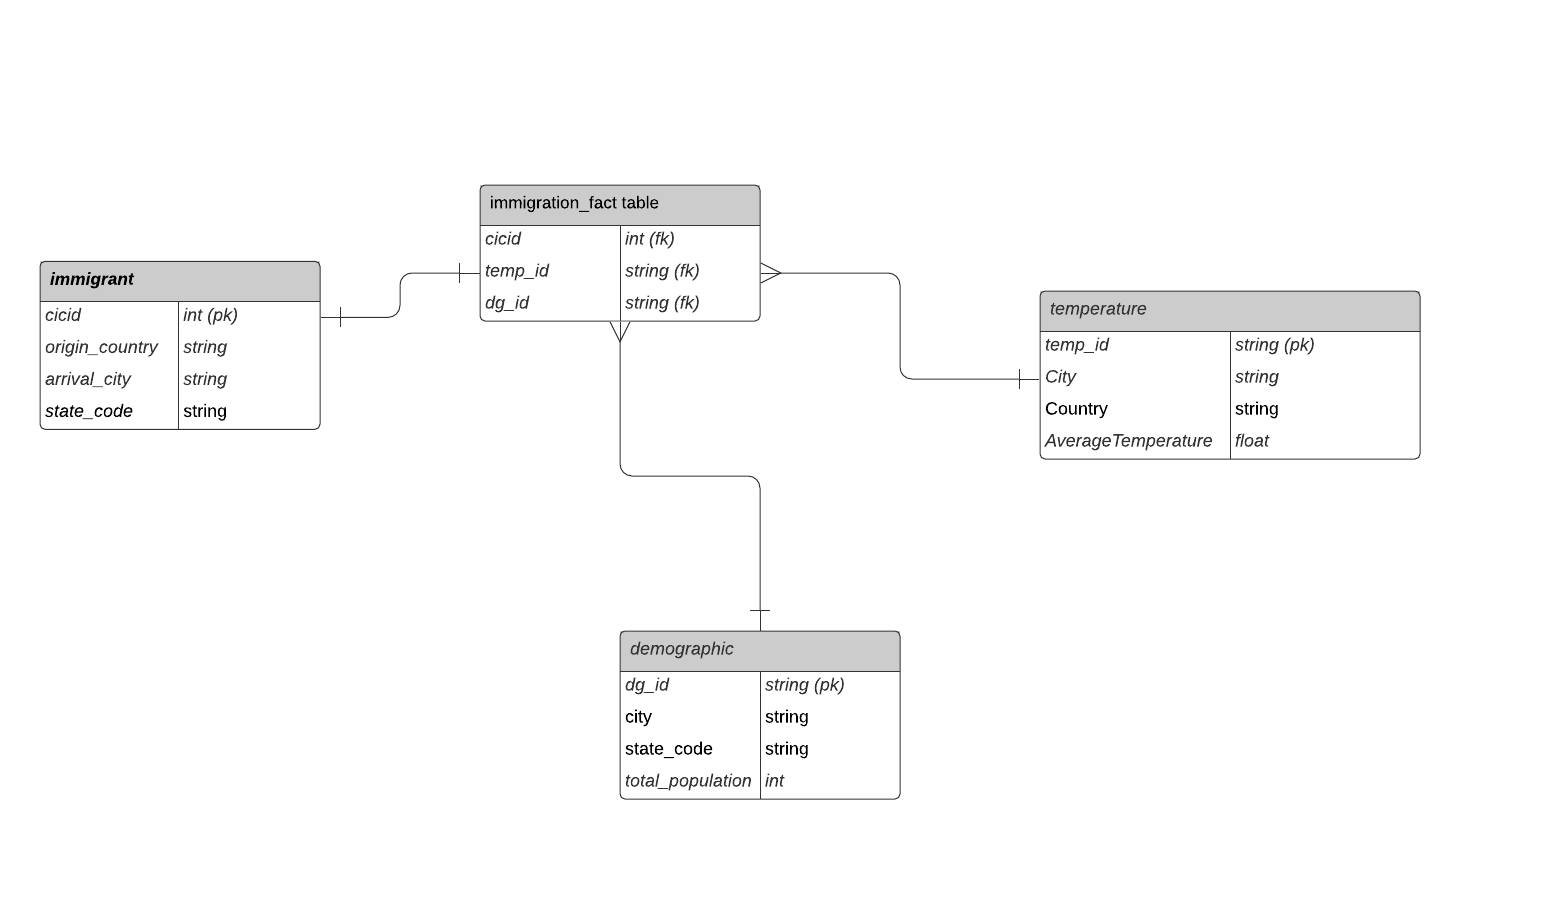 immigration_fact table
cicid int (fk)
temp_id string (fk)
dg_id string (fk)
immigrant
cicid int (pk)
origin_country string
arrival_city string
state_code string
temperature
temp_id string (pk)
City string
Country string
AverageTemperature float
demographic
dg_id string (pk)
city string
state_code string
total_population int